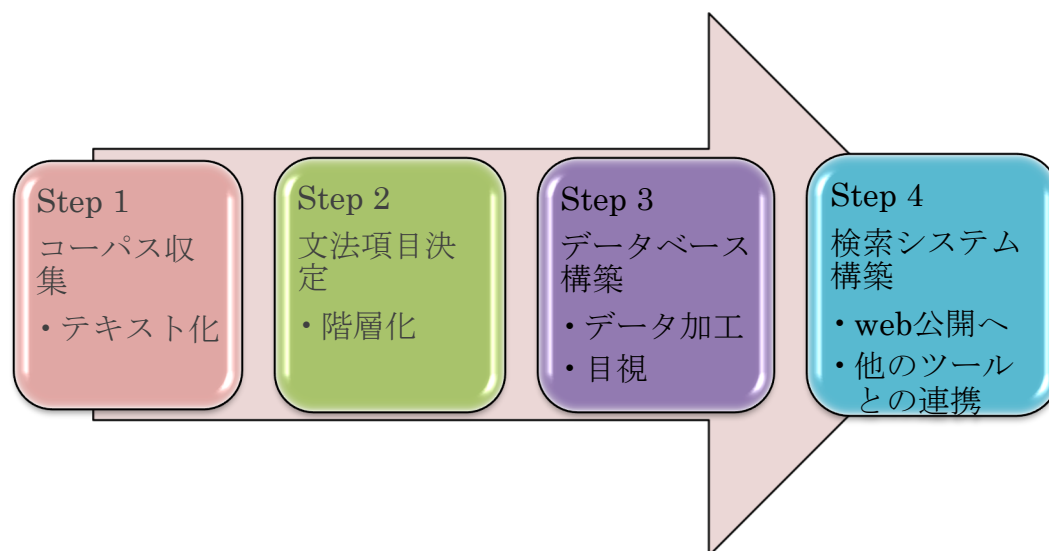 Step 1
コーパス収
集
・テキスト化
Step 2
文法項目決
定
・階層化
Step 3
データベース
構築
・データ加工
・目視
Step 4
検索システム
構築
・web公開へ
・他のツール
との連携